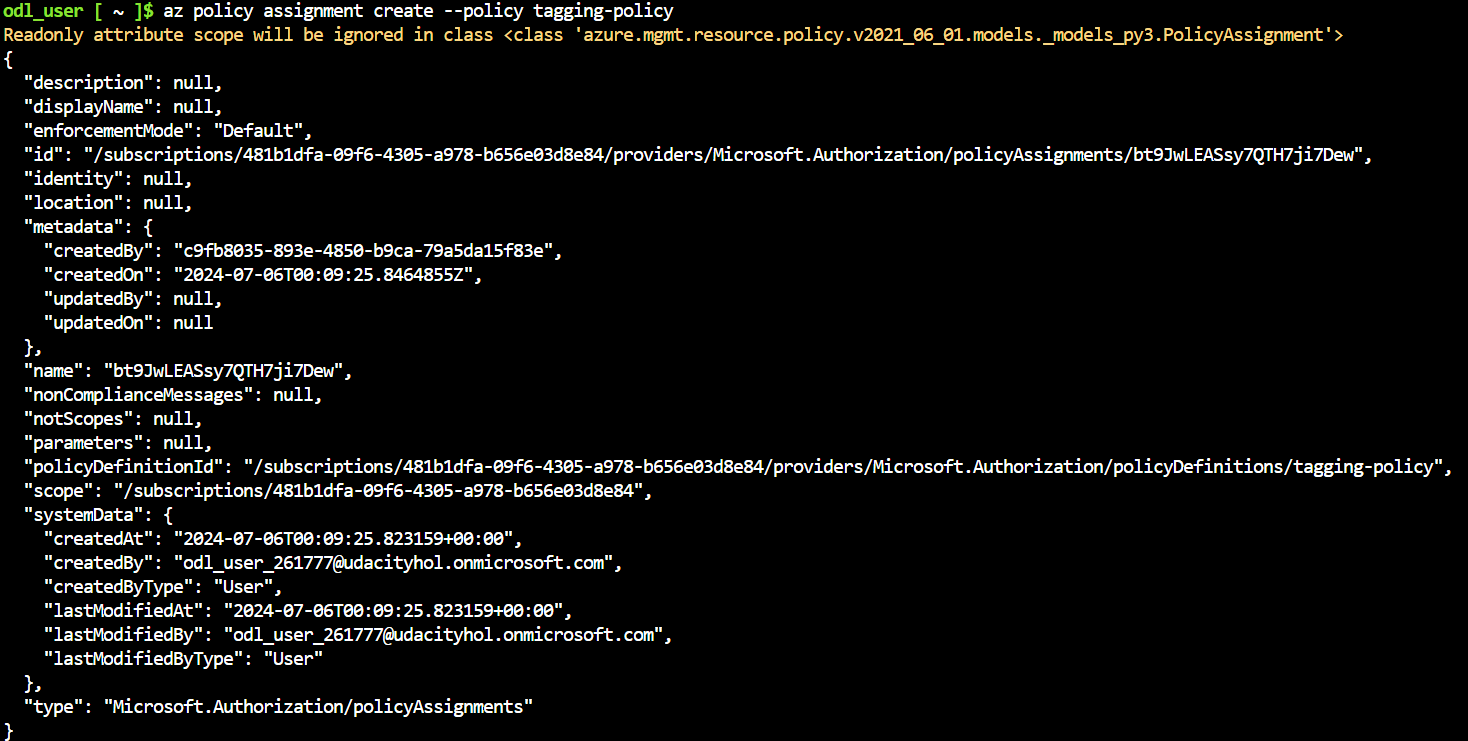 odl_user [ ~ ]$ az policy assignment create --policy tagging-policy
Readonly attribute scope will be ignored in class <class 'azure.mgmt.resource.policy.v2021_06_01.models._models_py3.PolicyAssignment'>
{
  "description": null,
  "displayName": null,
  "enforcementMode": "Default",
  "id": "/subscriptions/481b1dfa-09f6-4305-a978-b656e03d8e84/providers/Microsoft.Authorization/policyAssignments/bt9JwLEASsy7QTH7ji7Dew",
  "identity": null,
  "location": null,
  "metadata": {
    "createdBy": "c9fb8035-893e-4850-b9ca-79a5da15f83e",
    "createdOn": "2024-07-06T00:09:25.8464855Z",
    "updatedBy": null,
    "updatedOn": null
  },
  "name": "bt9JwLEASsy7QTH7ji7Dew",
  "nonComplianceMessages": null,
  "notScopes": null,
  "parameters": null,
  "policyDefinitionId": "/subscriptions/481b1dfa-09f6-4305-a978-b656e03d8e84/providers/Microsoft.Authorization/policyDefinitions/tagging-policy",
  "scope": "/subscriptions/481b1dfa-09f6-4305-a978-b656e03d8e84",
  "systemData": {
    "createdAt": "2024-07-06T00:09:25.823159+00:00",
    "createdBy": "odl_user_261777@udacityhol.onmicrosoft.com",
    "createdByType": "User",
    "lastModifiedAt": "2024-07-06T00:09:25.823159+00:00",
    "lastModifiedBy": "odl_user_261777@udacityhol.onmicrosoft.com",
    "lastModifiedByType": "User"
  },
  "type": "Microsoft.Authorization/policyAssignments"
}